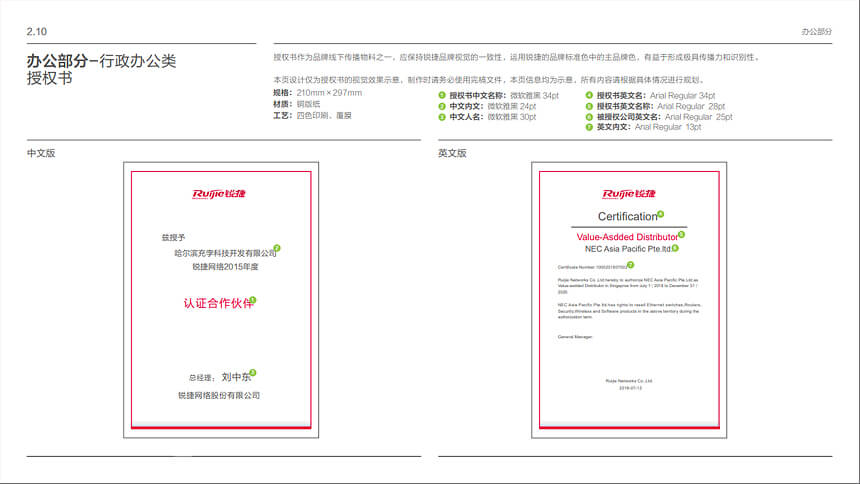 2.10
办公部分
办公部分-行政办公类
授权书
授权书作为品牌线下传播物料之一，应保持锐捷品牌视觉的一致性，运用锐捷的品牌标准色中的主品牌色，有益于形成极具传播力和识别性。
本页设计仅为授权书的视觉效果示意，制作时请务必使用完稿文件，本页信息均为示意，所有内容请根据具体情况进行规划。
规格：210mm×297mm
材质：铜版纸
工艺：四色印刷、覆膜
1 授权书中文名称：微软雅黑 34pt
2 中文内文：微软雅黑 24pt
3 中文人名：微软雅黑 30pt
4 授权书英文名：Arial Regular 34pt
5 授权书英文名称：Arial Regular 28pt
6 被授权公司英文名：Arial Regular 25pt
7 英文内文：Arial Regular 13pt
中文版
Ruijie锐捷
兹授予
哈尔滨充学科技开发有限公司 2
锐捷网络2015年度
认证合作伙伴 1
总经理：刘中东 3
锐捷网络股份有限公司
英文版
Ruijie锐捷
Certification 4
Value-Asdded Distributor 5
NEC Asia Pacific Pte.ltd 6
Ruijie Networks Co. Ltd hereby to authorize NEC Asia Pacific Pte.Ltd as
Value-added Distributor in Singapore from July 1 / 2018 to December 31 /
2020.
NEC Asia Pacific Pte ltd has rights to resell Ethernet switches,Routers,
Security,Wireless and Software products in the above territory during the
authorization term.
General Manager:
Ruijie Networks Co.,Ltd.
2018-07-12